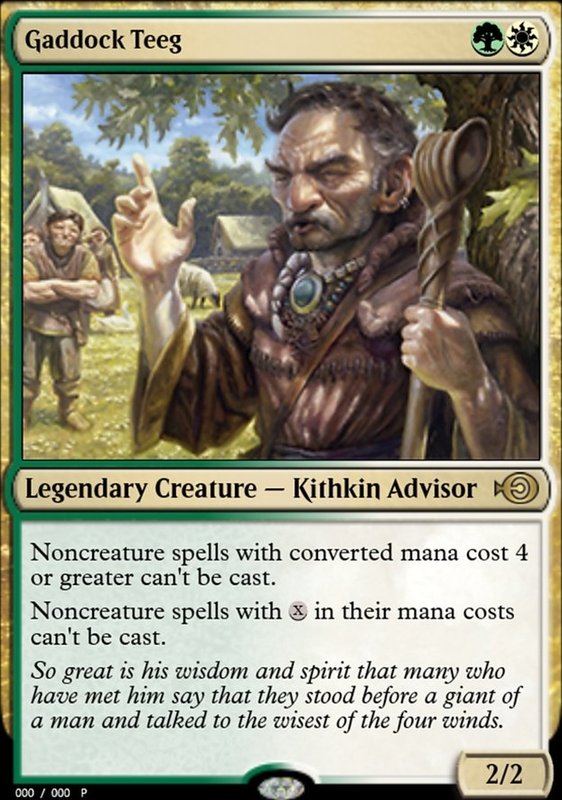 Gaddock Teeg
Legendary Creature — Kithkin Advisor
Noncreature spells with converted mana cost 4
or greater can't be cast.
Noncreature spells with X in their mana costs
can't be cast.
So great is his wisdom and spirit that many who
have met him say that they stood before a giant of
a man and talked to the wisest of the four winds.
2/2
000 / 000 P